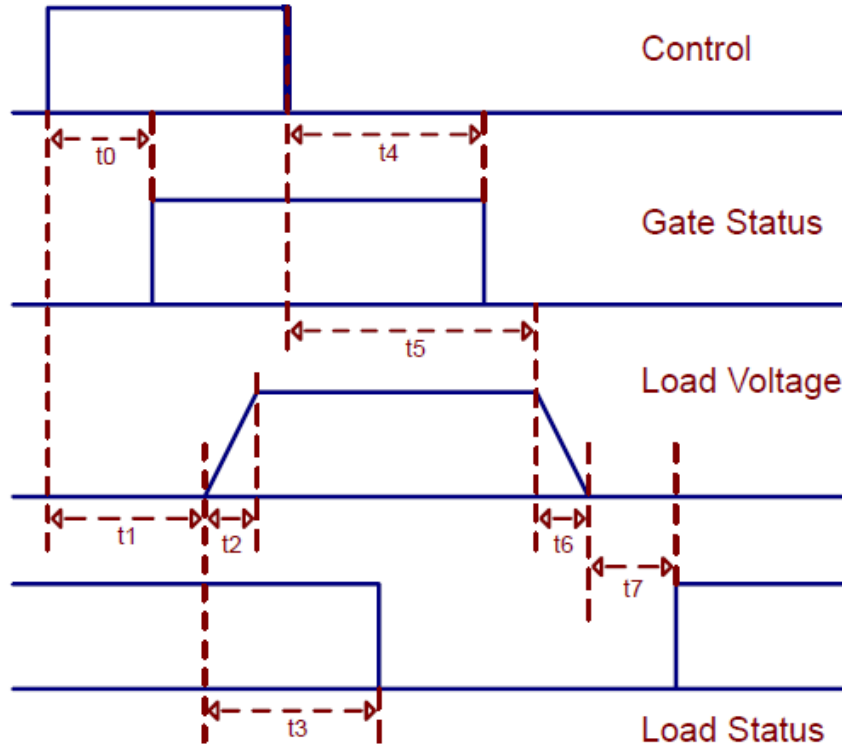 Control
t0
t4
Gate Status
t5
Load Voltage
t1
t2
t6
t7
t3
Load Status